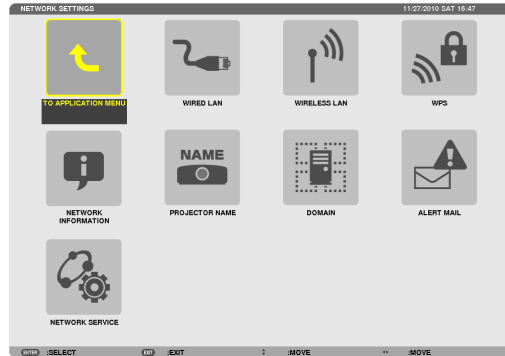 NETWORK SETTINGS 11/27/2010 SAT 16:47
TO APPLICATION MENU WIRED LAN WIRELESS LAN WPS
NAME
NETWORK INFORMATION PROJECTOR NAME DOMAIN ALERT MAIL
NETWORK SERVICE
ENTER :SELECT EXIT :EXIT :MOVE :MOVE